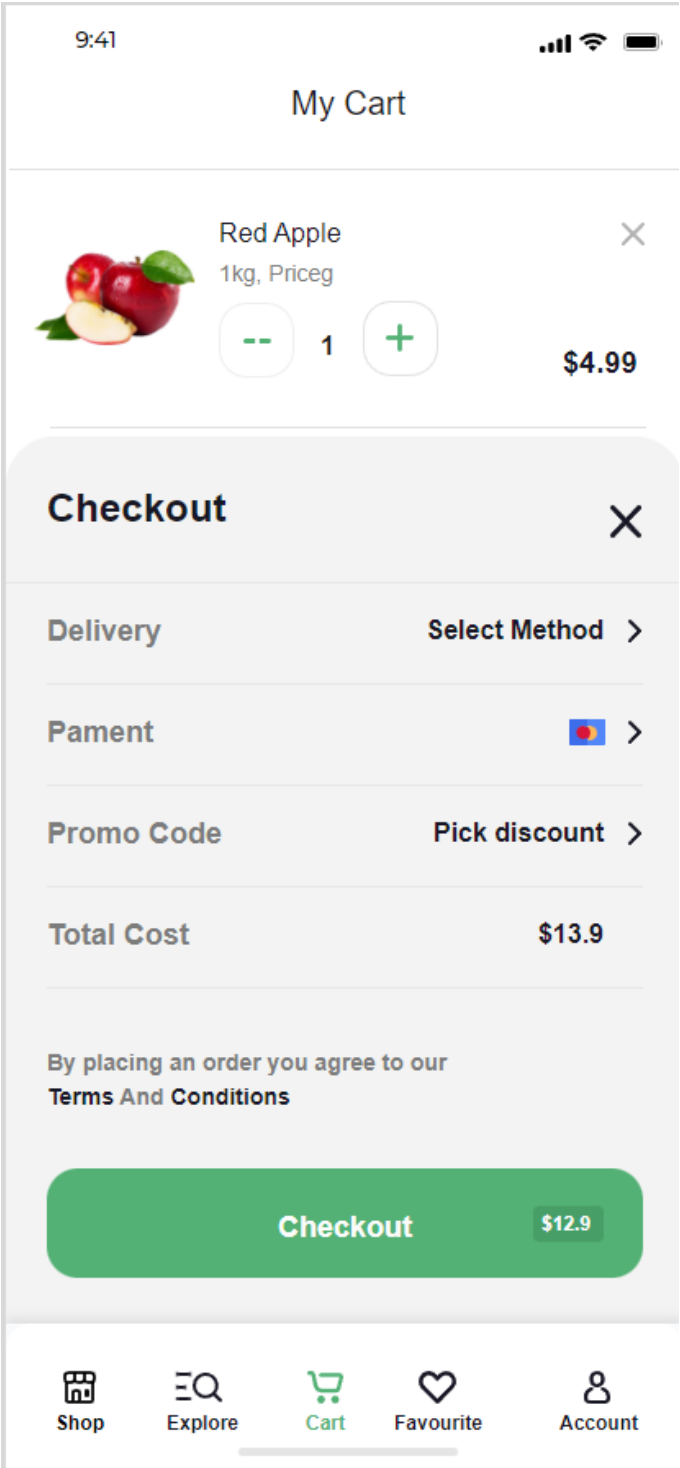 9:41
My Cart
Red Apple
1kg, Priceg
-- 1 +
$4.99
Checkout
Delivery Select Method
Pament
Promo Code Pick discount
Total Cost $13.9
By placing an order you agree to our
Terms And Conditions
Checkout $12.9
Shop Explore Cart Favourite Account